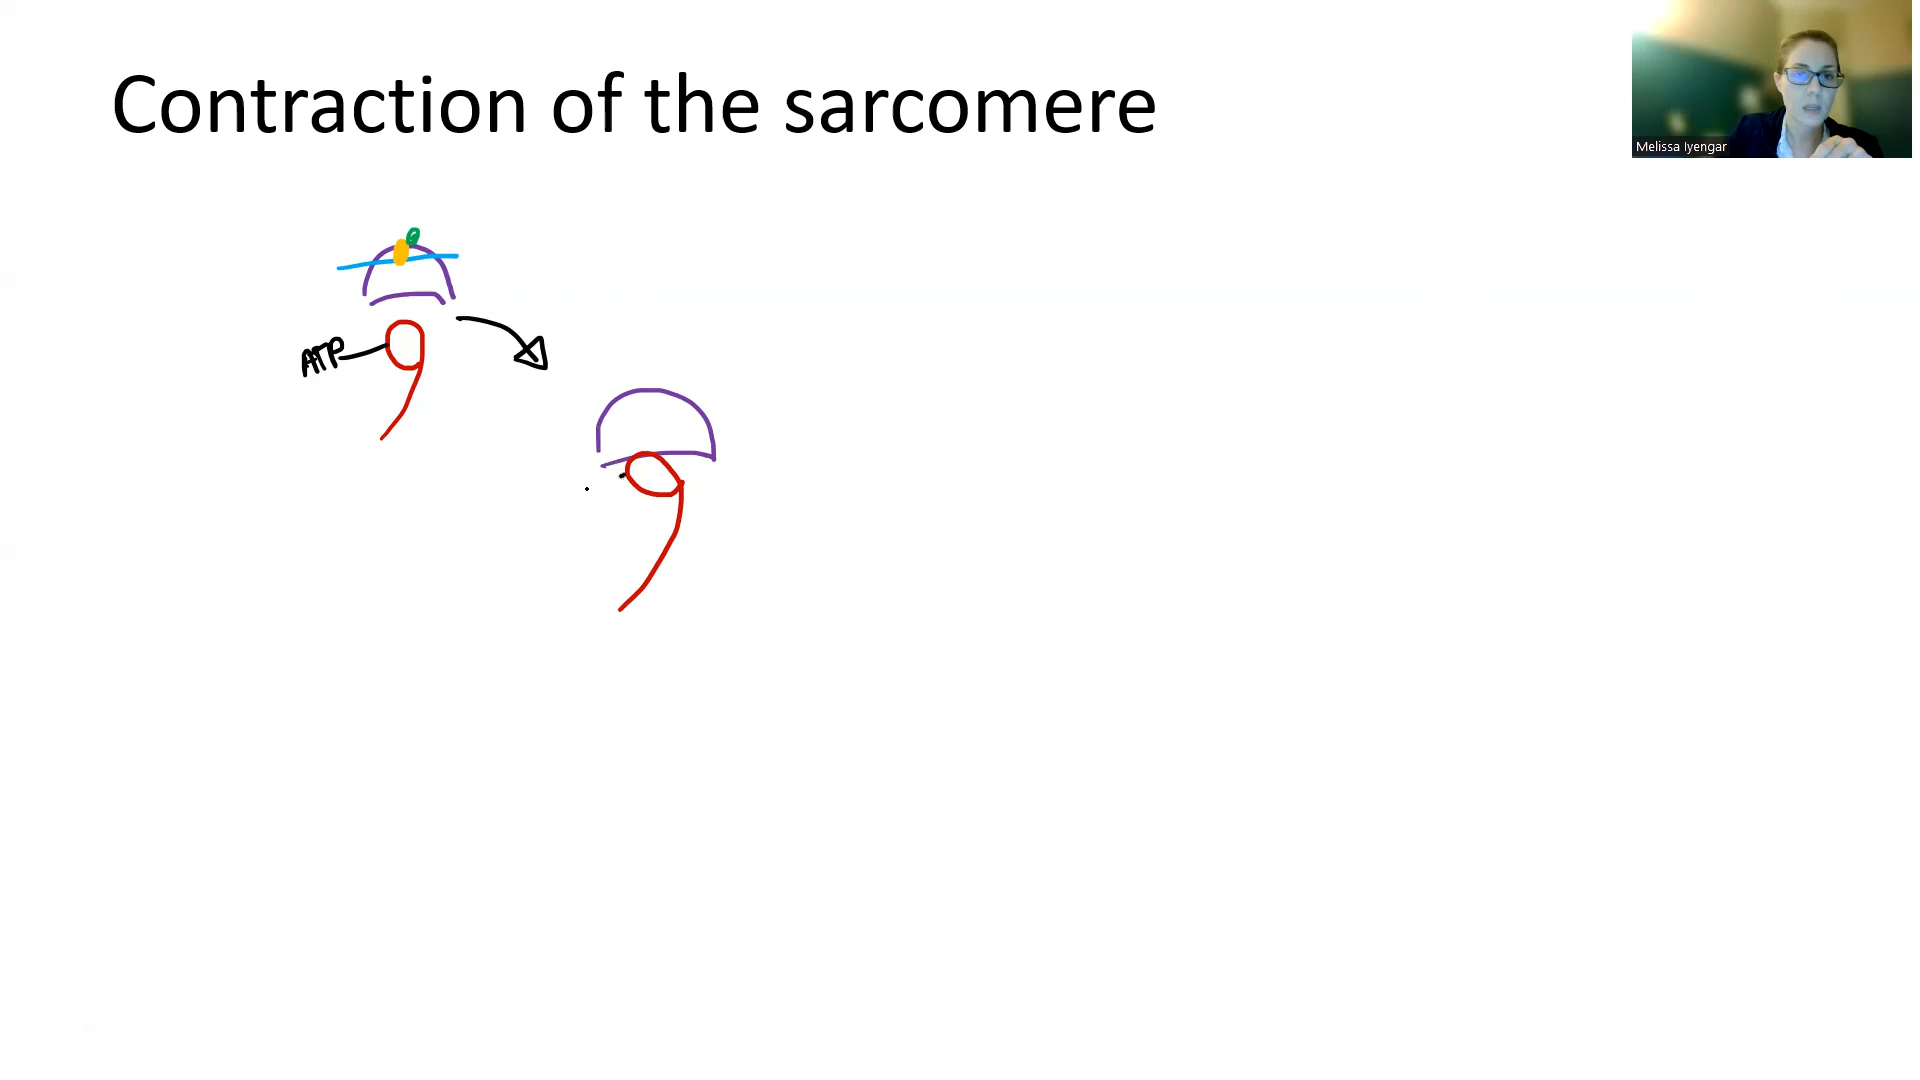 Contraction of the sarcomere
Melissa Iyengar
ATP